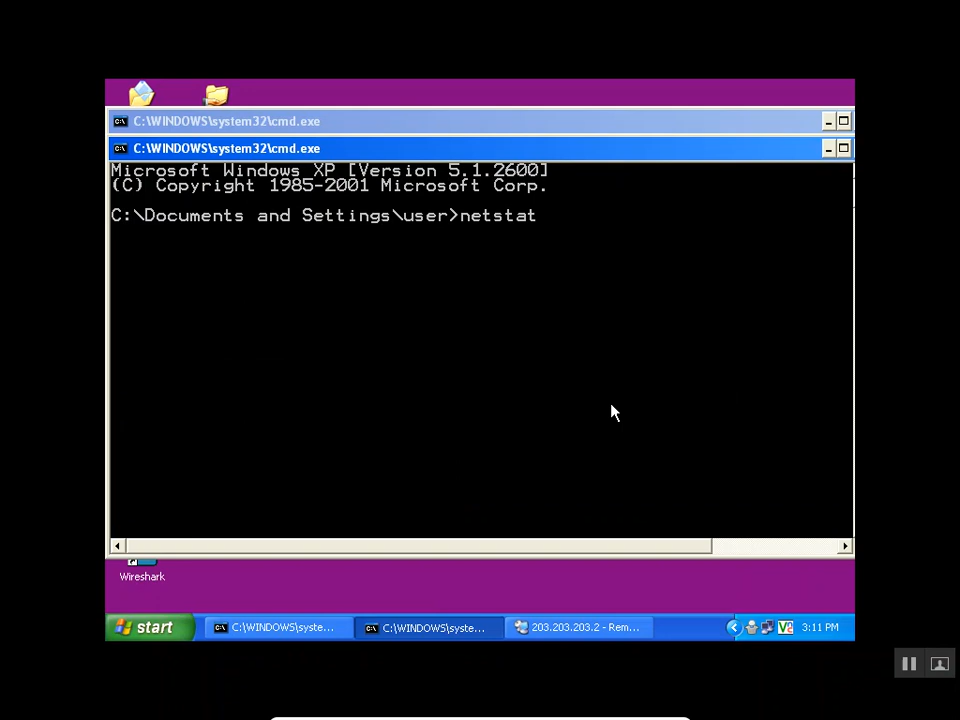 C:\WINDOWS\system32\cmd.exe
C:\WINDOWS\system32\cmd.exe
Microsoft Windows XP [Version 5.1.2600]
(C) Copyright 1985-2001 Microsoft Corp.
C:\Documents and Settings\user>netstat
Wireshark
start
C:\WINDOWS\syste...
C:\WINDOWS\syste...
203.203.203.2 - Rem...
3:11 PM